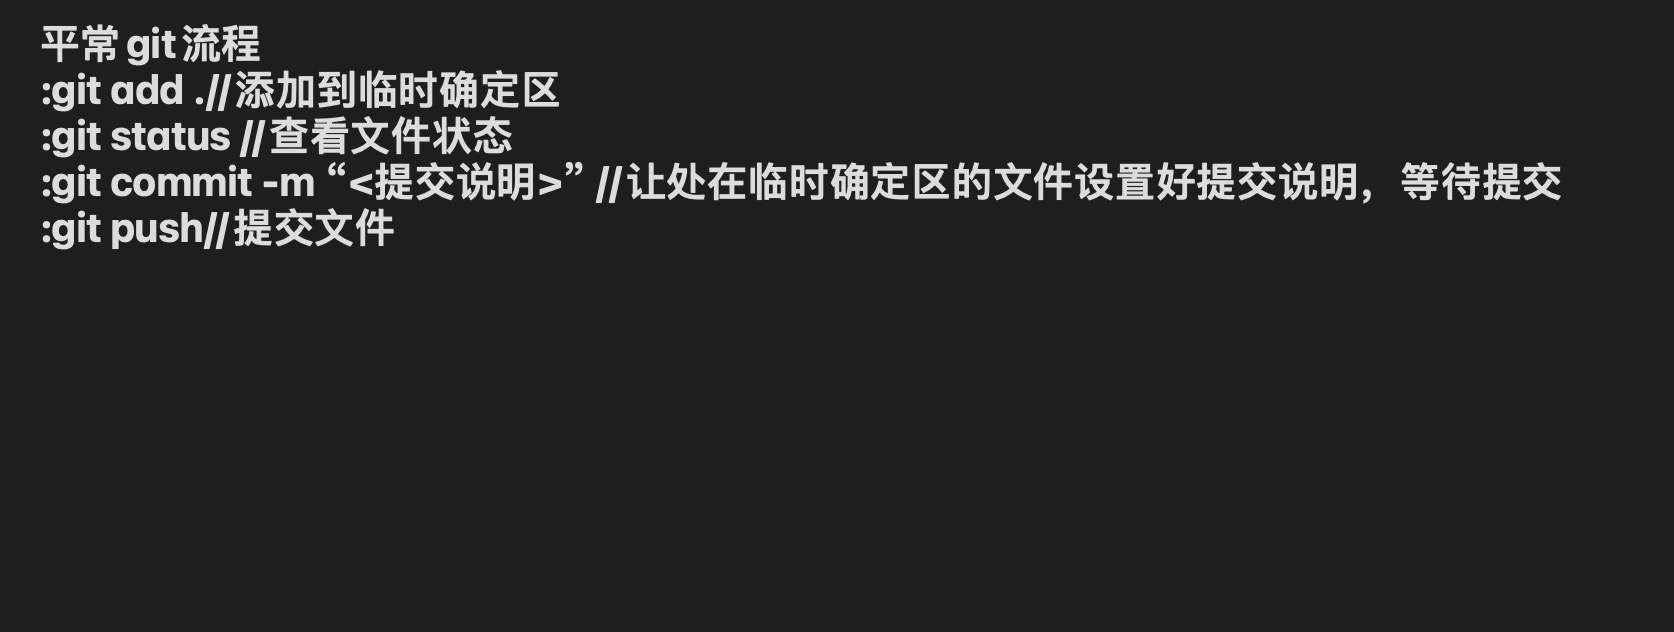 平常 git 流程
:git add .//添加到临时确定区
:git status //查看文件状态
:git commit -m “<提交说明>” //让处在临时确定区的文件设置好提交说明，等待提交
:git push//提交文件